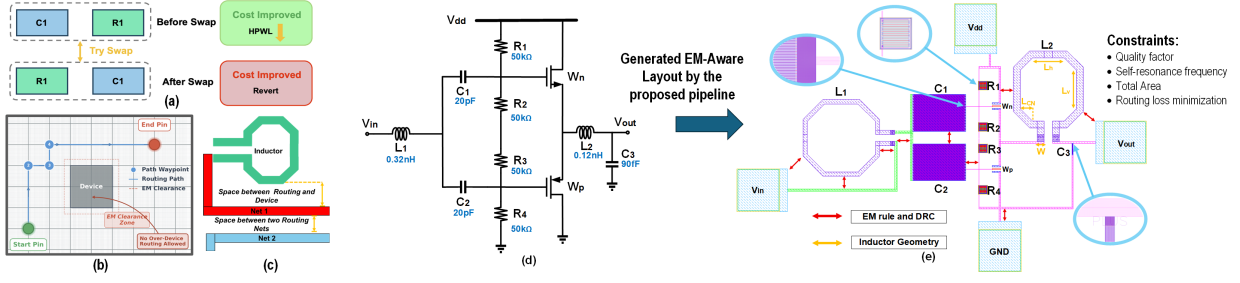 C1
R1
Before Swap
Cost Improved
HPWL
Try Swap
R1
C1
After Swap
Cost Improved
Revert
(a)
End Pin
Path Waypoint
Routing Path
EM Clearance
Device
EM Clearance
Zone
Start Pin
No Over-Device
Routing Allowed
(b)
Inductor
Space between Routing and
Device
Net 1
Space between two Routing
Nets
Net 2
(c)
Vdd
R1
50kΩ
Wn
C1
20pF
R2
50kΩ
Vin
L1
0.32nH
Vout
L2
0.12nH
C3
90fF
R3
50kΩ
Wp
C2
20pF
R4
50kΩ
(d)
Generated EM-Aware
Layout by the
proposed pipeline
Vdd
L2
Constraints:
• Quality factor
• Self-resonance frequency
• Total Area
• Routing loss minimization
L1
C1
R1
Wn
R2
R3
Wp
R4
C2
C3
W
Vout
Vin
GND
EM rule and DRC
Inductor Geometry
(e)